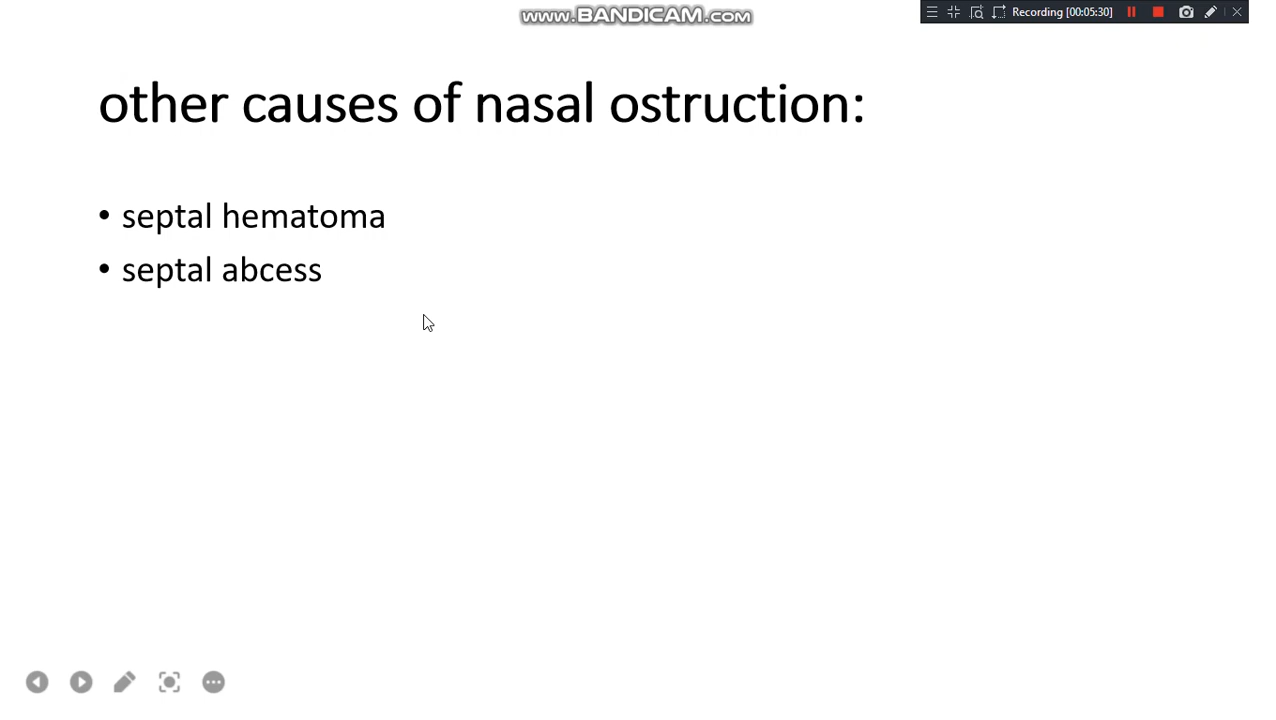 www.BANDICAM.com
Recording [00:05:30]
other causes of nasal ostruction:
• septal hematoma
• septal abcess